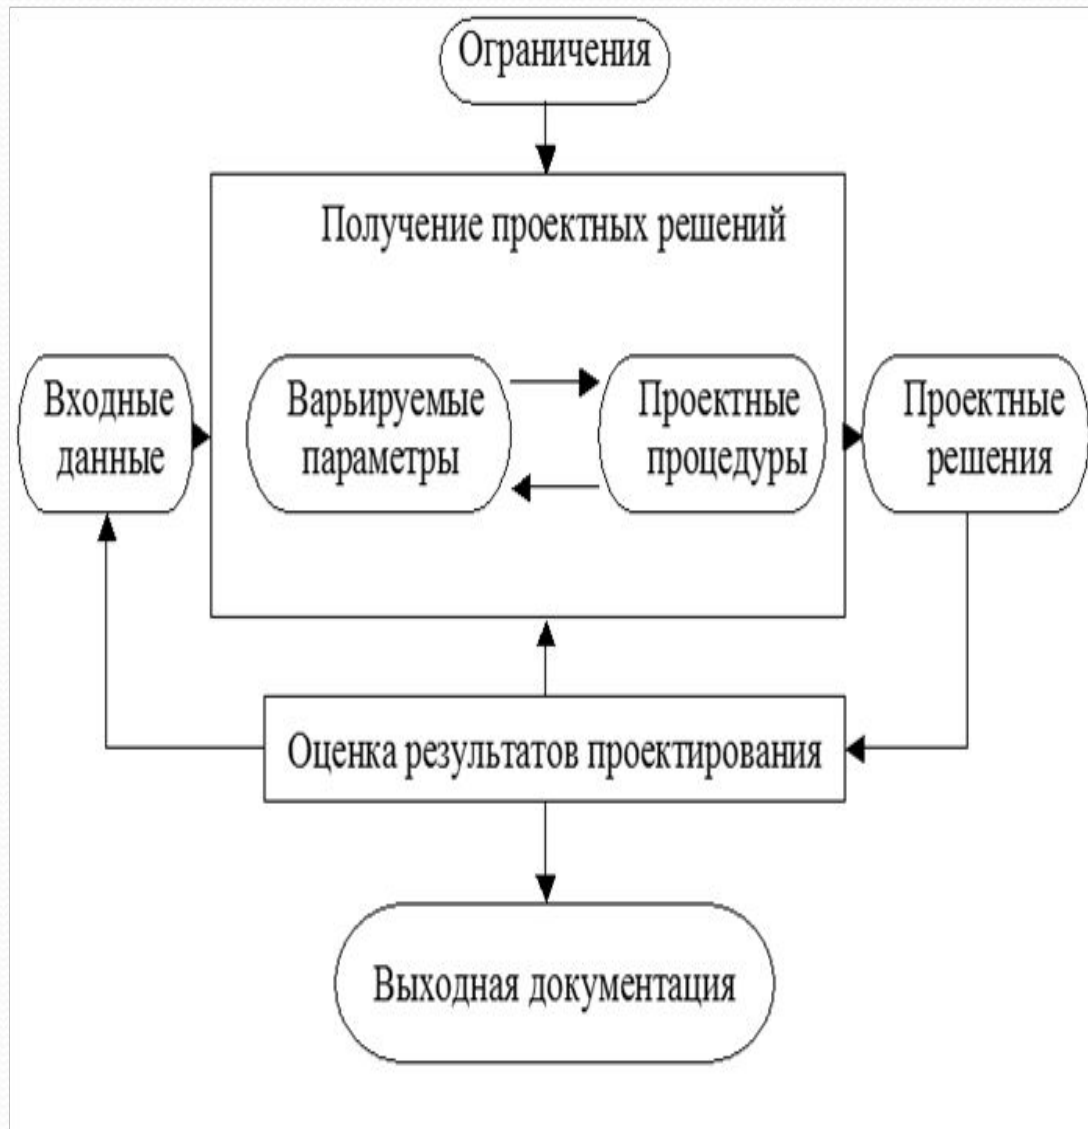 Ограничения
Получение проектных решений
Входные
данные
Варьируемые
параметры
Проектные
процедуры
Проектные
решения
Оценка результатов проектирования
Выходная документация